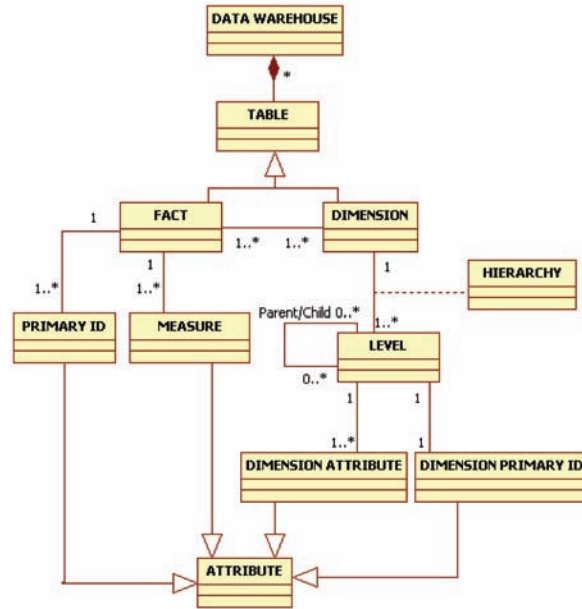 DATA WAREHOUSE
*
TABLE
FACT
DIMENSION
1
1..*
1..*
1
1
HIERARCHY
1..*
1..*
Parent/Child 0..*
1..*
PRIMARY ID
MEASURE
LEVEL
0..*
1
1
1..*
1
DIMENSION ATTRIBUTE
DIMENSION PRIMARY ID
ATTRIBUTE